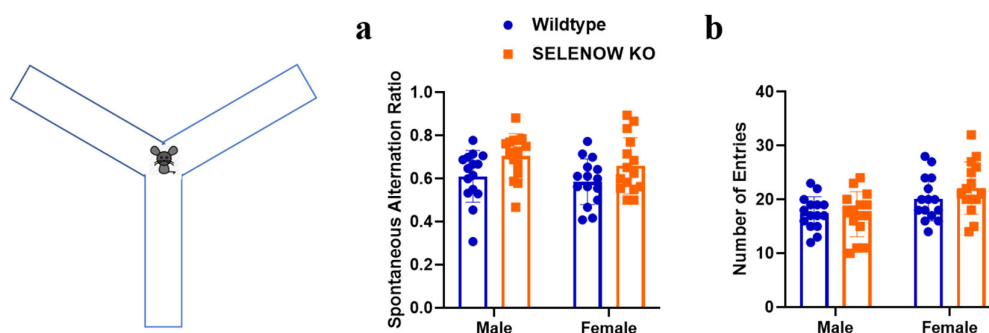 a
Wildtype
SELENOW KO
Spontaneous Alternation Ratio
1.0
0.8
0.6
0.4
0.2
0.0
Male
Female
b
Number of Entries
40
30
20
10
0
Male
Female